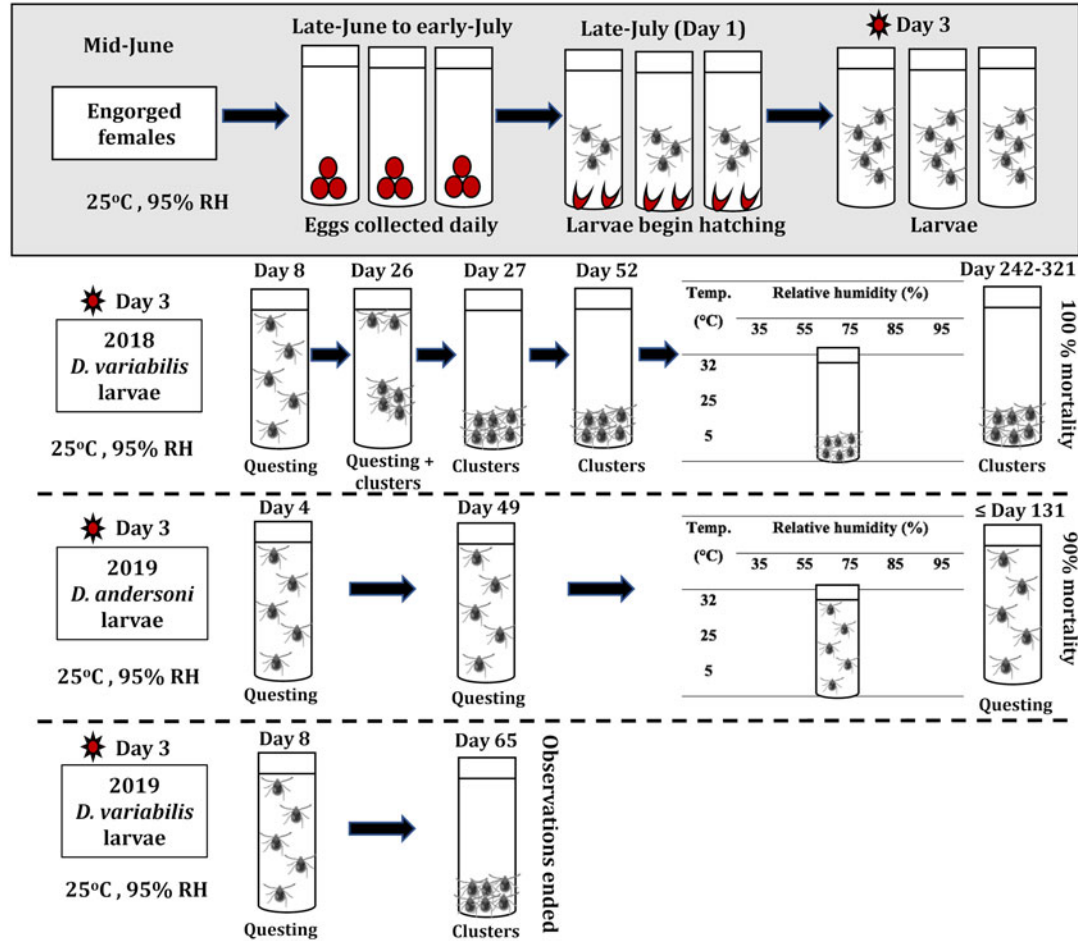 Mid-June
Engorged
females
25°C , 95% RH
Late-June to early-July
Eggs collected daily
Late-July (Day 1)
Larvae begin hatching
Day 3
Larvae
Day 3
2018
D. variabilis
larvae
25°C , 95% RH
Day 8
Questing
Day 26
Questing +
clusters
Day 27
Clusters
Day 52
Clusters
Temp. Relative humidity (%)
(°C) 35 55 75 85 95
32
25
5
Day 242-321
Clusters
100 % mortality
Day 3
2019
D. andersoni
larvae
25°C , 95% RH
Day 4
Questing
Day 49
Questing
Temp. Relative humidity (%)
(°C) 35 55 75 85 95
32
25
5
≤ Day 131
Questing
90% mortality
Day 3
2019
D. variabilis
larvae
25°C , 95% RH
Day 8
Questing
Day 65
Clusters
Observations ended